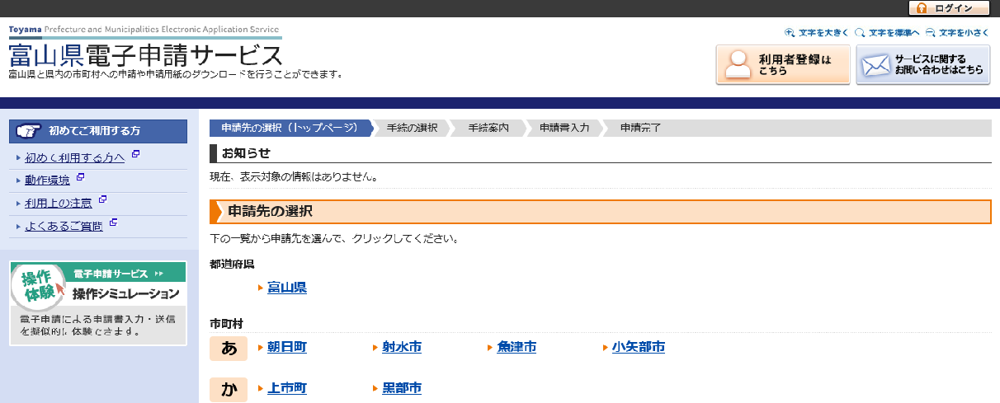 ログイン
Toyama Prefecture and Municipalities Electronic Application Service
富山県電子申請サービス
富山県と県内の市町村への申請や申請用紙のダウンロードを行うことができます。
文字を大きく 文字を標準へ 文字を小さく
利用者登録は
こちら
サービスに関する
お問い合わせはこちら
初めてご利用する方
初めて利用する方へ
動作環境
利用上の注意
よくあるご質問
操作
体験
電子申請サービス
操作シミュレーション
電子申請による申請書入力・送信
を擬似的に体験できます。
申請先の選択（トップページ） 手続の選択 手続案内 申請書入力 申請完了
お知らせ
現在、表示対象の情報はありません。
申請先の選択
下の一覧から申請先を選んで、クリックしてください。
都道府県
富山県
市町村
あ 朝日町 射水市 魚津市 小矢部市
か 上市町 黒部市